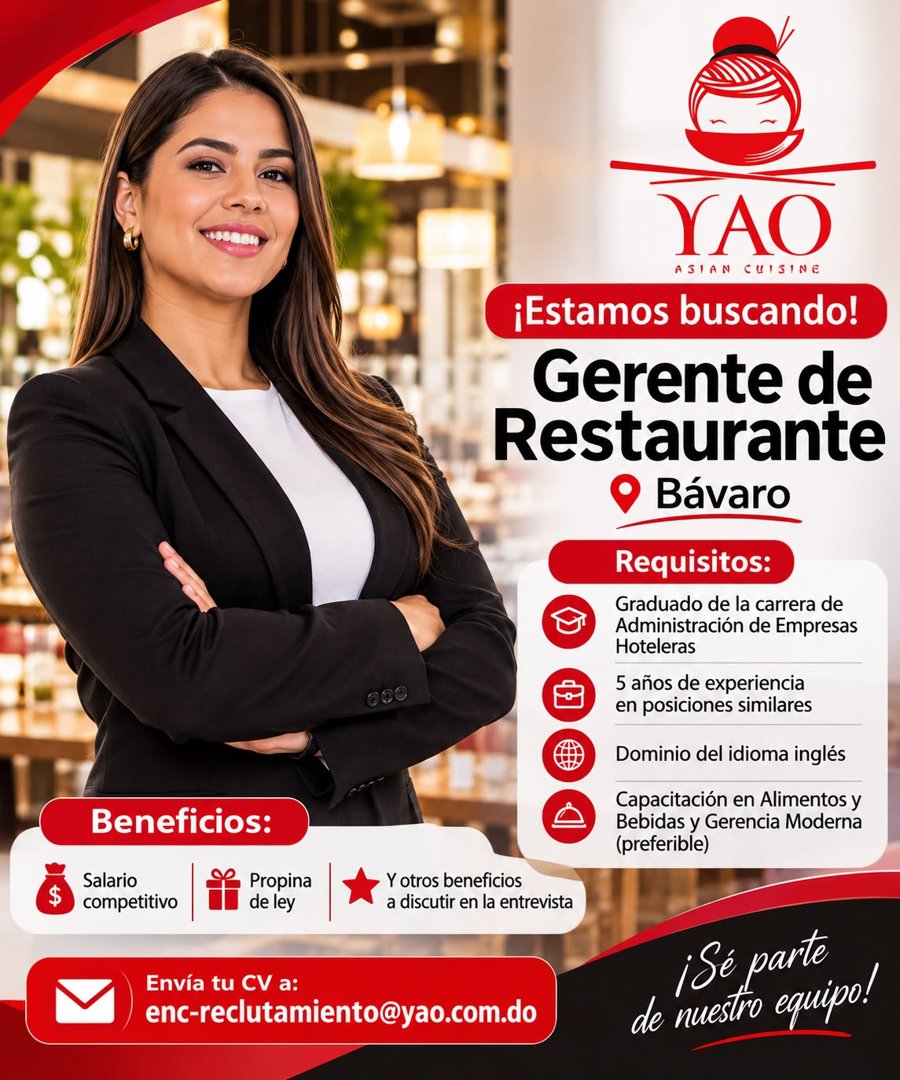 YAO
ASIAN CUISINE
¡Estamos buscando!
Gerente de
Restaurante
Bávaro
Requisitos:
Graduado de la carrera de
Administración de Empresas
Hoteleras
5 años de experiencia
en posiciones similares
Dominio del idioma inglés
Capacitación en Alimentos y
Bebidas y Gerencia Moderna
(preferible)
Beneficios:
$
Salario
competitivo
Propina
de ley
Y otros beneficios
a discutir en la entrevista
Envía tu CV a:
enc-reclutamiento@yao.com.do
¡Sé parte
de nuestro equipo!